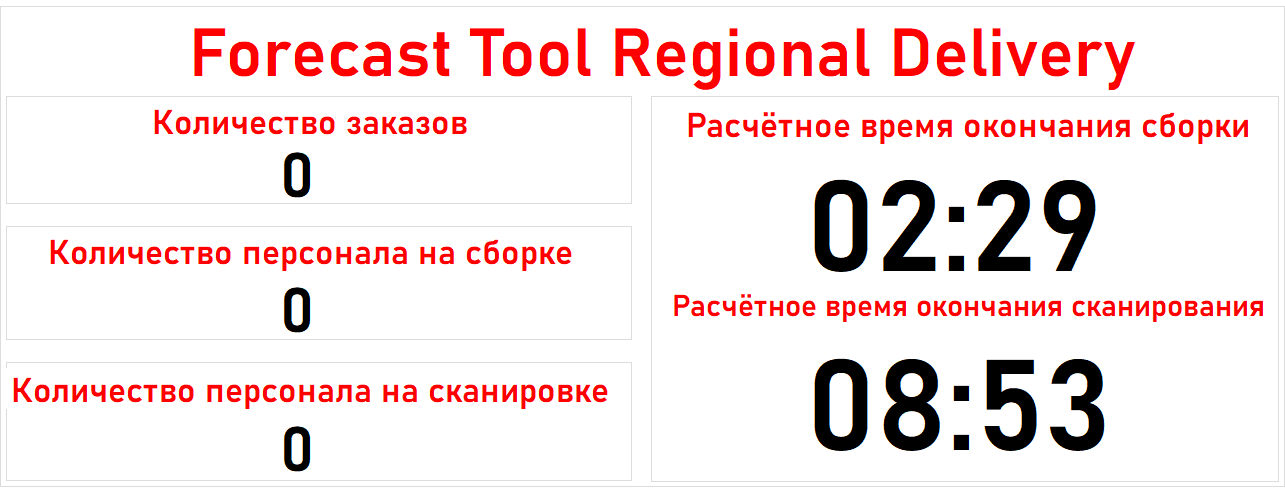 Forecast Tool Regional Delivery
Количество заказов
0
Количество персонала на сборке
0
Количество персонала на сканировке
0
Расчётное время окончания сборки
02:29
Расчётное время окончания сканирования
08:53